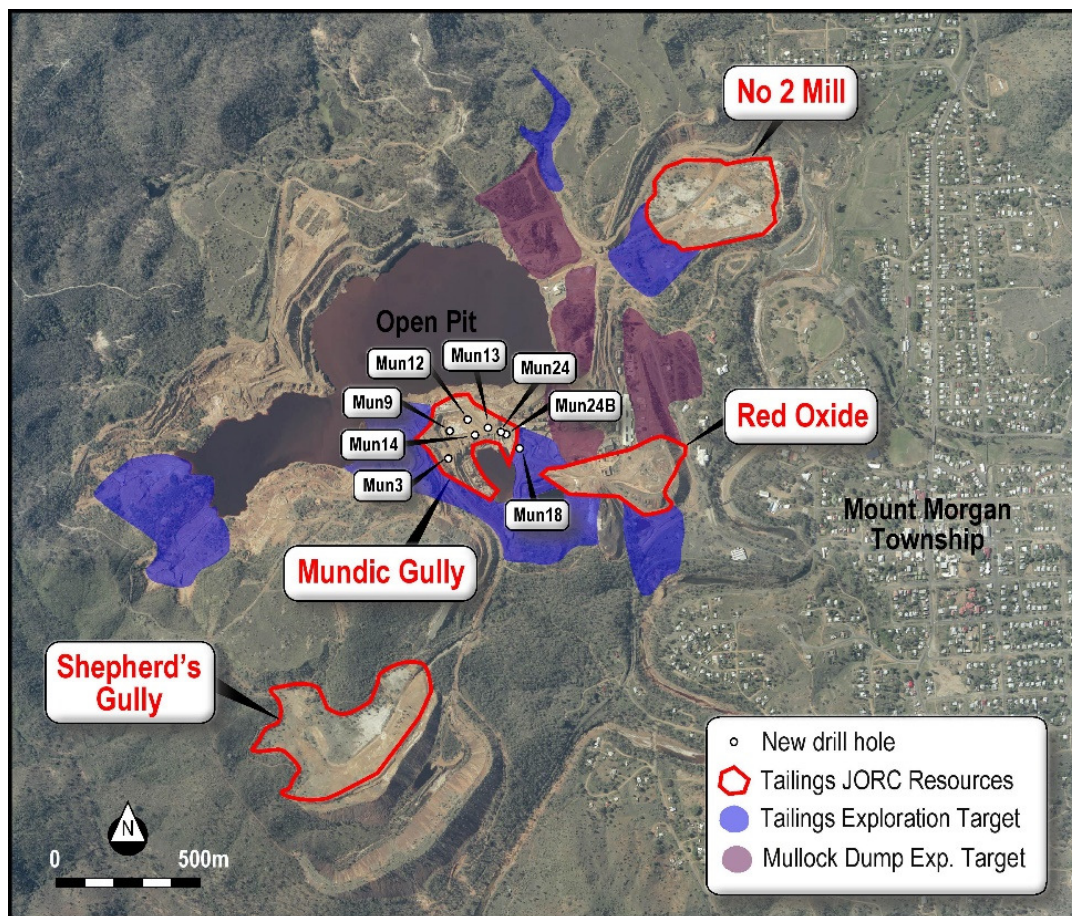 No 2 Mill
Open Pit
Mun12
Mun13
Mun24
Mun9
Mun24B
Red Oxide
Mun14
Mun3
Mun18
Mount Morgan
Township
Mundic Gully
Shepherd's
Gully
New drill hole
Tailings JORC Resources
Tailings Exploration Target
Mullock Dump Exp. Target
N
0 500m